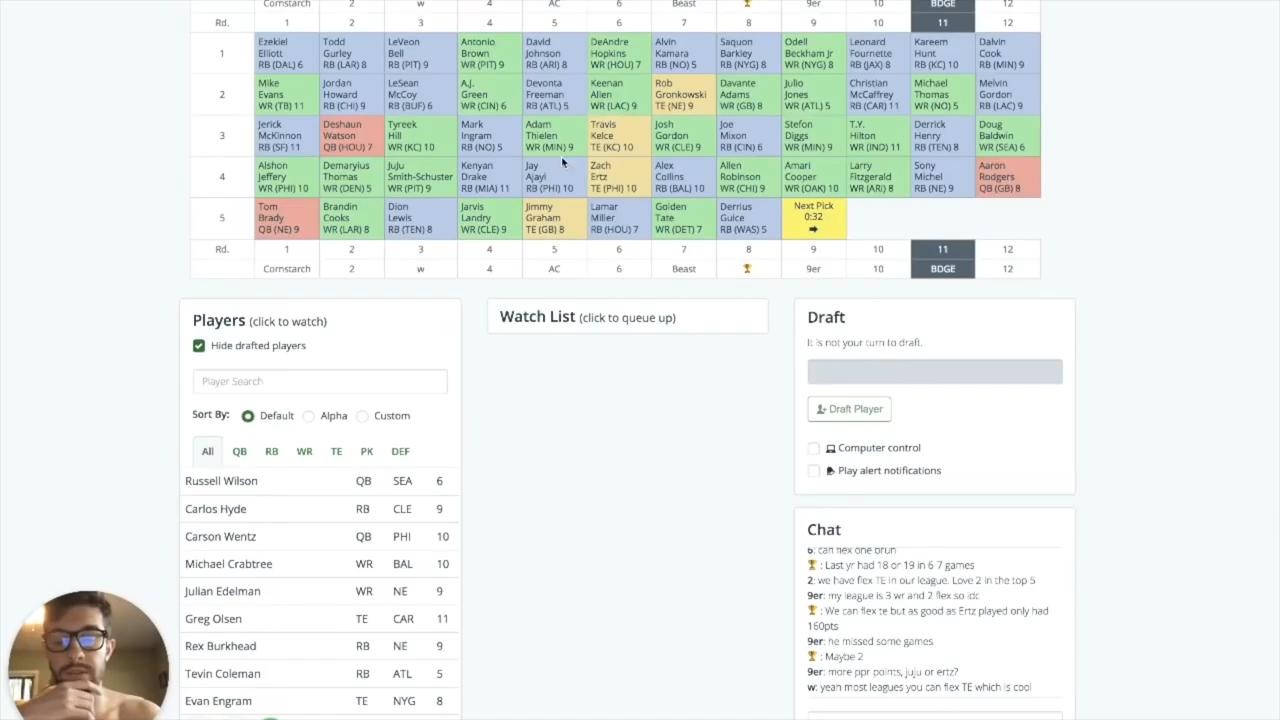 Cornstarch 2 w 4 AC 6 Beast 🏆 9er 10 BDGE 12
Rd. 1 2 3 4 5 6 7 8 9 10 11 12
1
Ezekiel Todd LeVeon Antonio David DeAndre Alvin Saquon Odell Leonard Kareem Dalvin
Elliott Gurley Bell Brown Johnson Hopkins Kamara Barkley Beckham Jr Fournette Hunt Cook
RB (DAL) 6 RB (LAR) 8 RB (PIT) 9 WR (PIT) 9 RB (ARI) 8 WR (HOU) 7 RB (NO) 5 RB (NYG) 8 WR (NYG) 8 RB (JAX) 8 RB (KC) 10 RB (MIN) 9
2
Mike Jordan LeSean A.J. Devonta Keenan Rob Davante Julio Christian Michael Melvin
Evans Howard McCoy Green Freeman Allen Gronkowski Adams Jones McCaffrey Thomas Gordon
WR (TB) 11 RB (CHI) 9 RB (BUF) 6 WR (CIN) 6 RB (ATL) 5 WR (LAC) 9 TE (NE) 9 WR (GB) 8 WR (ATL) 5 RB (CAR) 11 WR (NO) 5 RB (LAC) 9
3
Jerick Deshaun Tyreek Mark Adam Travis Josh Joe Stefon T.Y. Derrick Doug
McKinnon Watson Hill Ingram Thielen Kelce Gordon Mixon Diggs Hilton Henry Baldwin
RB (SF) 11 QB (HOU) 7 WR (KC) 10 RB (NO) 5 WR (MIN) 9 TE (KC) 10 WR (CLE) 9 RB (CIN) 6 WR (MIN) 9 WR (IND) 11 RB (TEN) 8 WR (SEA) 6
4
Alshon Demaryius JuJu Kenyan Jay Zach Alex Allen Amari Larry Sony Aaron
Jeffery Thomas Smith-Schuster Drake Ajayi Ertz Collins Robinson Cooper Fitzgerald Michel Rodgers
WR (PHI) 10 WR (DEN) 5 WR (PIT) 9 RB (MIA) 11 RB (PHI) 10 TE (PHI) 10 RB (BAL) 10 WR (CHI) 9 WR (OAK) 10 WR (ARI) 8 RB (NE) 9 QB (GB) 8
5
Tom Brandin Dion Jarvis Jimmy Lamar Golden Derrius Next Pick
Brady Cooks Lewis Landry Graham Miller Tate Guice 0:32
QB (NE) 9 WR (LAR) 8 RB (TEN) 8 WR (CLE) 9 TE (GB) 8 RB (HOU) 7 WR (DET) 7 RB (WAS) 5
Rd. 1 2 3 4 5 6 7 8 9 10 11 12
Cornstarch 2 w 4 AC 6 Beast 🏆 9er 10 BDGE 12
Players (click to watch)
Hide drafted players
Player Search
Sort By: Default Alpha Custom
All QB RB WR TE PK DEF
Russell Wilson QB SEA 6
Carlos Hyde RB CLE 9
Carson Wentz QB PHI 10
Michael Crabtree WR BAL 10
Julian Edelman WR NE 9
Greg Olsen TE CAR 11
Rex Burkhead RB NE 9
Tevin Coleman RB ATL 5
Evan Engram TE NYG 8
Watch List (click to queue up)
Draft
It is not your turn to draft.
Draft Player
Computer control
Play alert notifications
Chat
6: can flex one brun
🏆 : Last yr had 18 or 19 in 6 7 games
2: we have flex TE in our league. Love 2 in the top 5
9er: my league is 3 wr and 2 flex so idc
🏆 : We can flex te but as good as Ertz played only had
160pts
9er: he missed some games
🏆 : Maybe 2
9er: more ppr points, juju or ertz?
w: yeah most leagues you can flex TE which is cool